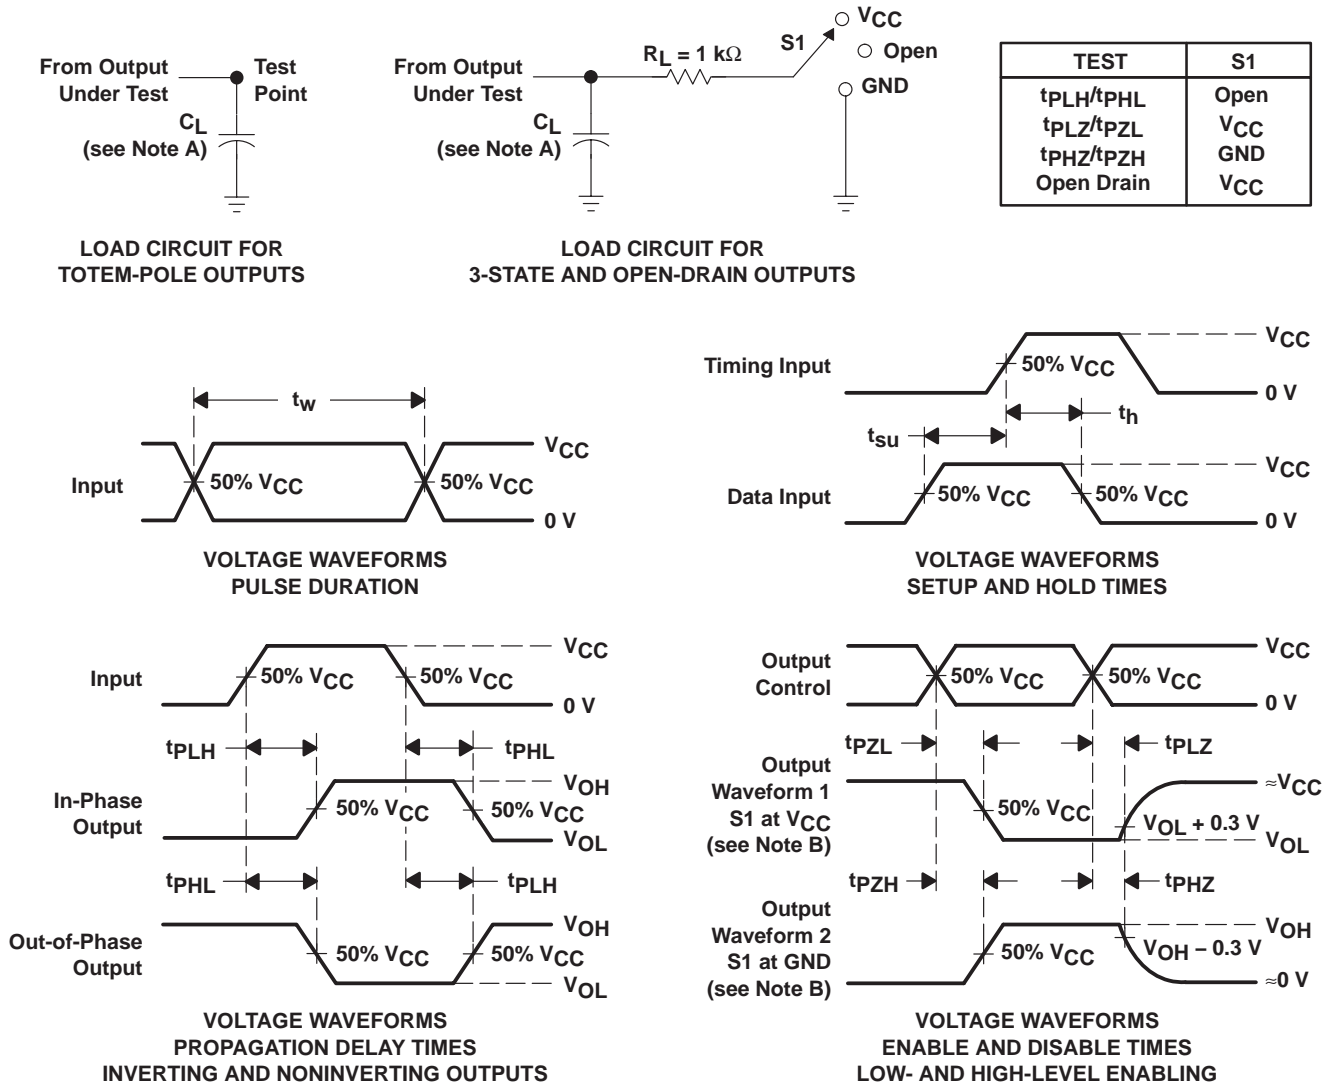 From Output
Under Test
Test
Point
CL
(see Note A)
LOAD CIRCUIT FOR
TOTEM-POLE OUTPUTS
From Output
Under Test
RL = 1 kΩ
S1
VCC
Open
GND
CL
(see Note A)
LOAD CIRCUIT FOR
3-STATE AND OPEN-DRAIN OUTPUTS
TEST S1
tPLH/tPHL Open
tPLZ/tPZL VCC
tPHZ/tPZH GND
Open Drain VCC
tw
Input
50% VCC
50% VCC
VCC
0 V
VOLTAGE WAVEFORMS
PULSE DURATION
Timing Input
50% VCC
VCC
0 V
tsu
th
Data Input
50% VCC
50% VCC
VCC
0 V
VOLTAGE WAVEFORMS
SETUP AND HOLD TIMES
Input
50% VCC
50% VCC
VCC
0 V
tPLH
tPHL
In-Phase
Output
50% VCC
50% VCC
VOH
VOL
tPHL
tPLH
Out-of-Phase
Output
50% VCC
50% VCC
VOH
VOL
VOLTAGE WAVEFORMS
PROPAGATION DELAY TIMES
INVERTING AND NONINVERTING OUTPUTS
Output
Control
50% VCC
50% VCC
VCC
0 V
tPZL
tPLZ
Output
Waveform 1
S1 at VCC
(see Note B)
50% VCC
VOL + 0.3 V
≈VCC
VOL
tPZH
tPHZ
Output
Waveform 2
S1 at GND
(see Note B)
50% VCC
VOH − 0.3 V
VOH
≈0 V
VOLTAGE WAVEFORMS
ENABLE AND DISABLE TIMES
LOW- AND HIGH-LEVEL ENABLING